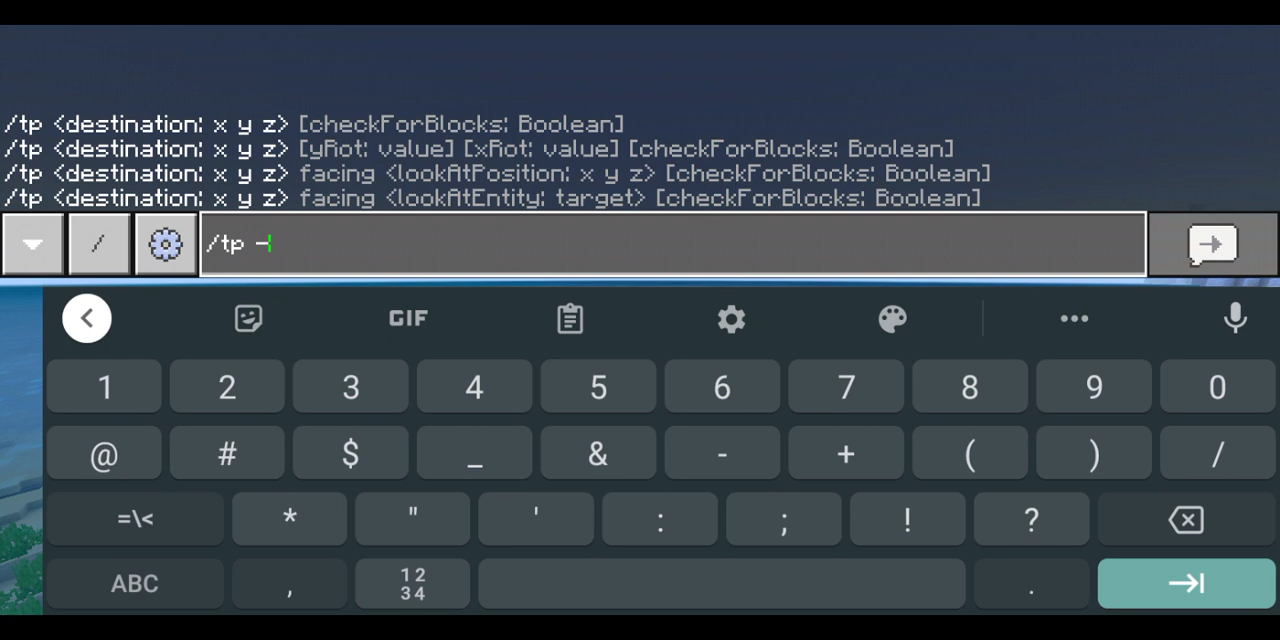 /tp <destination: x y z> [checkForBlocks: Boolean]
/tp <destination: x y z> [yRot: value] [xRot: value] [checkForBlocks: Boolean]
/tp <destination: x y z> facing <lookAtPosition: x y z> [checkForBlocks: Boolean]
/tp <destination: x y z> facing <lookAtEntity: target> [checkForBlocks: Boolean]
/ /tp -
GIF
1 2 3 4 5 6 7 8 9 0
@ # $ _ & - + ( ) /
=\< * " ' : ; ! ?
ABC , 12 .
34